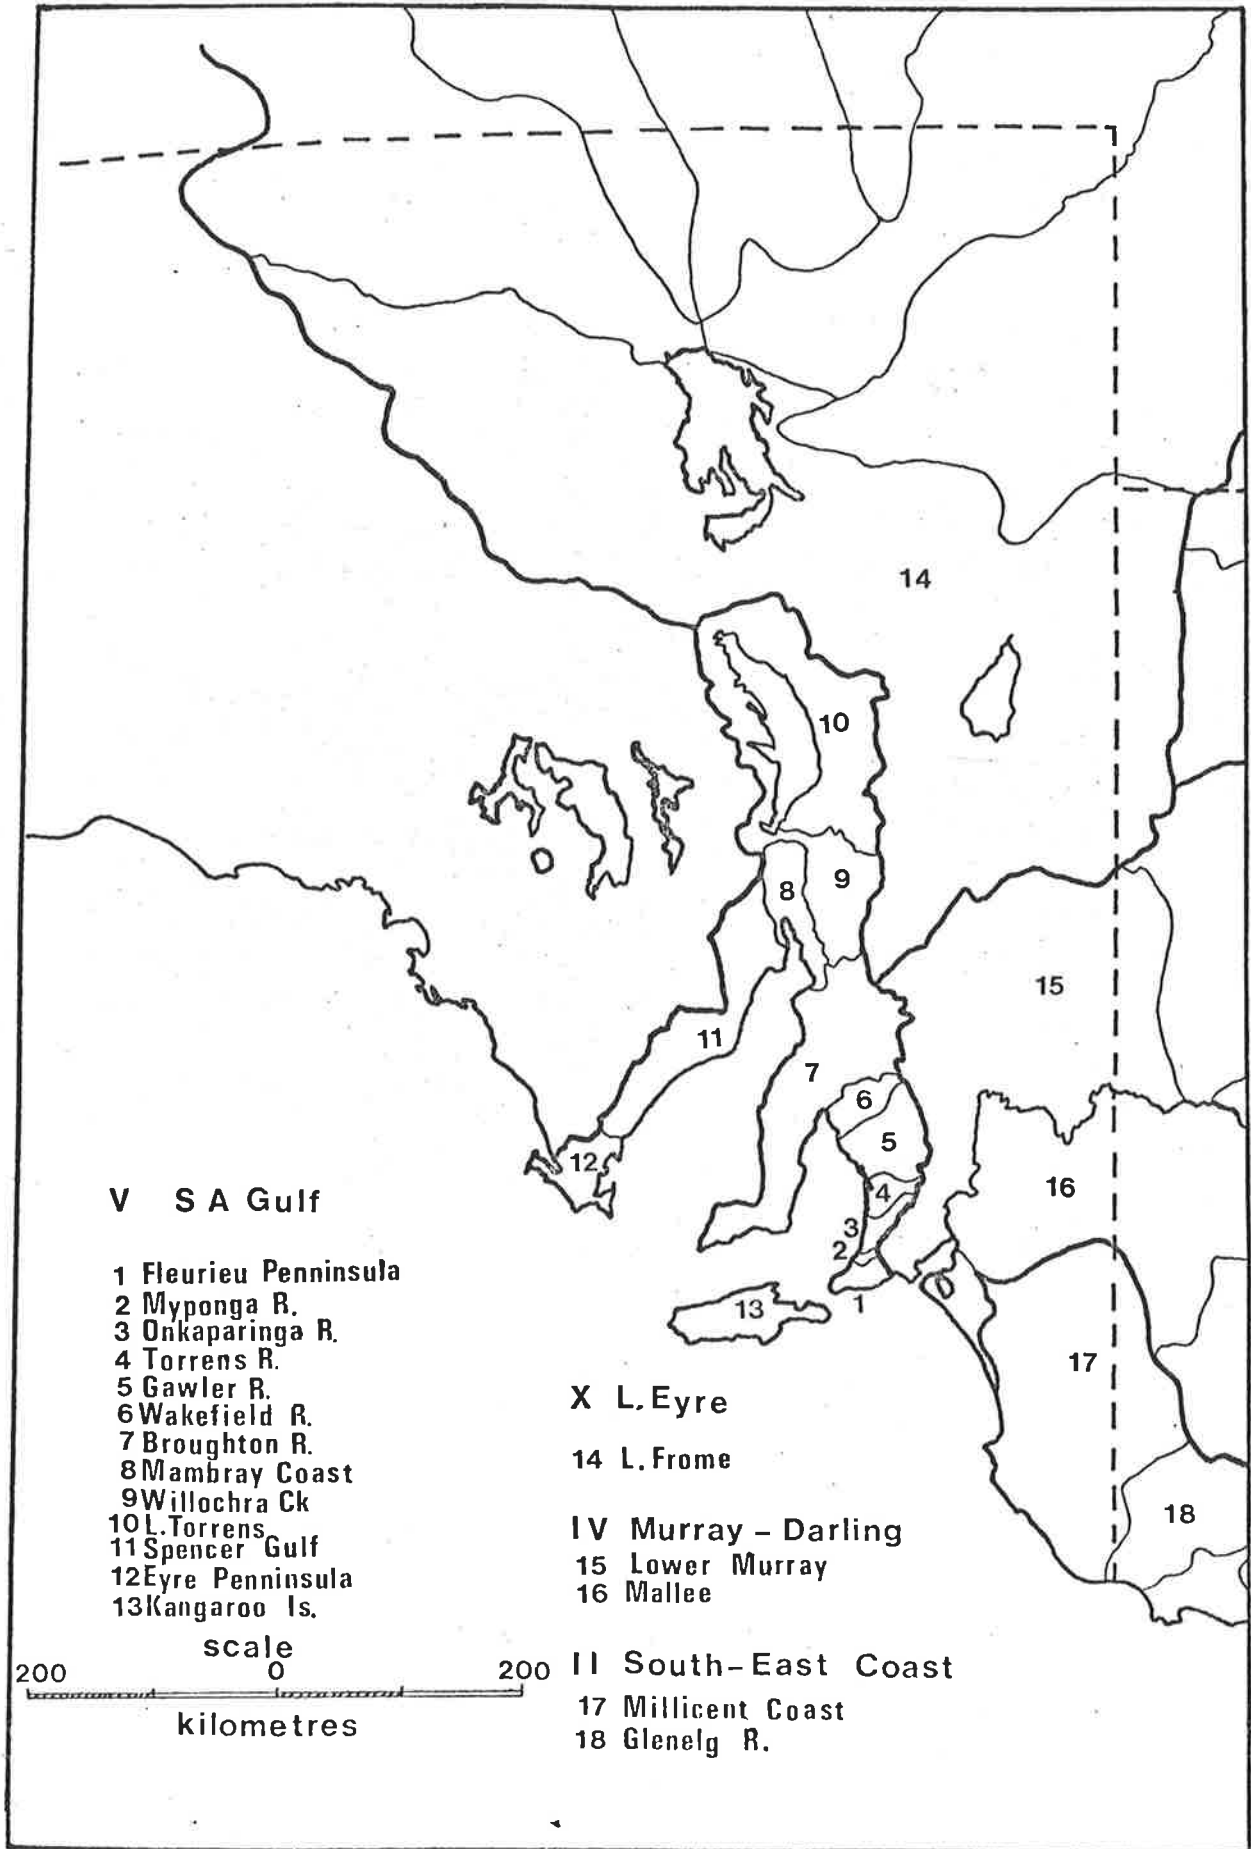 14
10
8
9
15
11
7
6
5
12
16
4
3
2
13
1
17
18
V S A Gulf
1 Fleurieu Penninsula
2 Myponga R.
3 Onkaparinga R.
4 Torrens R.
5 Gawler R.
6 Wakefield R.
7 Broughton R.
8 Mambray Coast
9 Willochra Ck
10 L.Torrens
11 Spencer Gulf
12 Eyre Penninsula
13 Kangaroo Is.
scale
200 0 200
kilometres
X L.Eyre
14 L.Frome
IV Murray - Darling
15 Lower Murray
16 Mallee
II South-East Coast
17 Millicent Coast
18 Glenelg R.